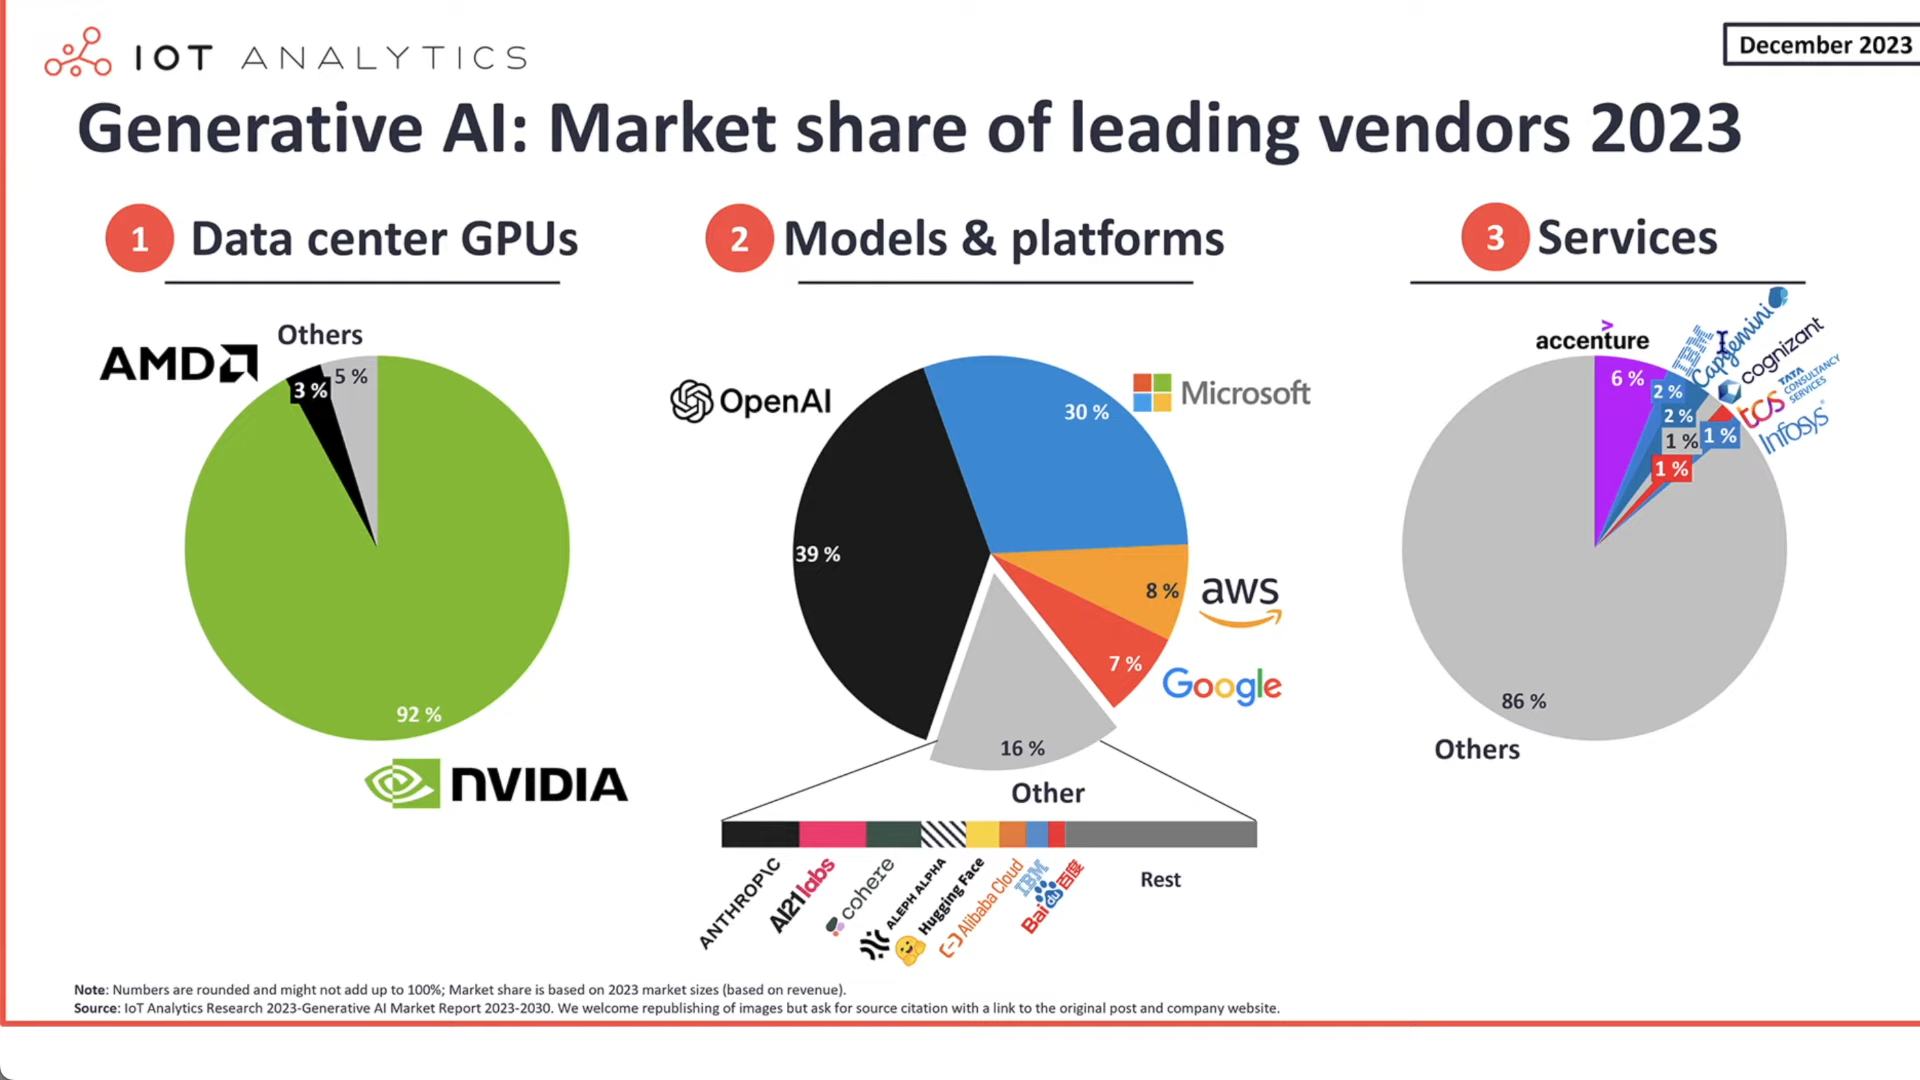 IOT ANALYTICS
December 2023
Generative AI: Market share of leading vendors 2023
1 Data center GPUs
2 Models & platforms
3 Services
AMD
Others
3 %
5 %
92 %
NVIDIA
OpenAI
Microsoft
30 %
39 %
8 %
aws
7 %
Google
16 %
Other
ANTHROP\C
AI21labs
cohere
ALEPH ALPHA
Hugging Face
Alibaba Cloud
IBM
Bai du 百度
Rest
accenture
IBM
Capgemini
cognizant
tcs TATA CONSULTANCY SERVICES
Infosys®
6 %
2 %
2 %
1 %
1 %
1 %
86 %
Others
Note: Numbers are rounded and might not add up to 100%; Market share is based on 2023 market sizes (based on revenue).
Source: IoT Analytics Research 2023-Generative AI Market Report 2023-2030. We welcome republishing of images but ask for source citation with a link to the original post and company website.